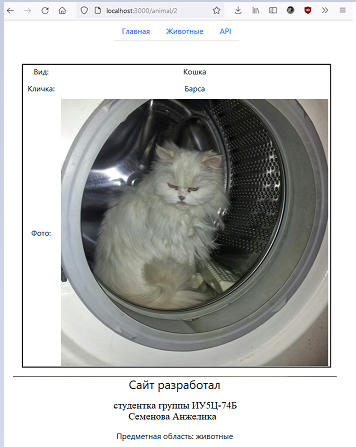 localhost:3000/animal/2
Главная Животные API
Вид: Кошка
Кличка: Барса
Фото:
Сайт разработал
студентка группы ИУ5Ц-74Б
Семенова Анжелика
Предметная область: животные